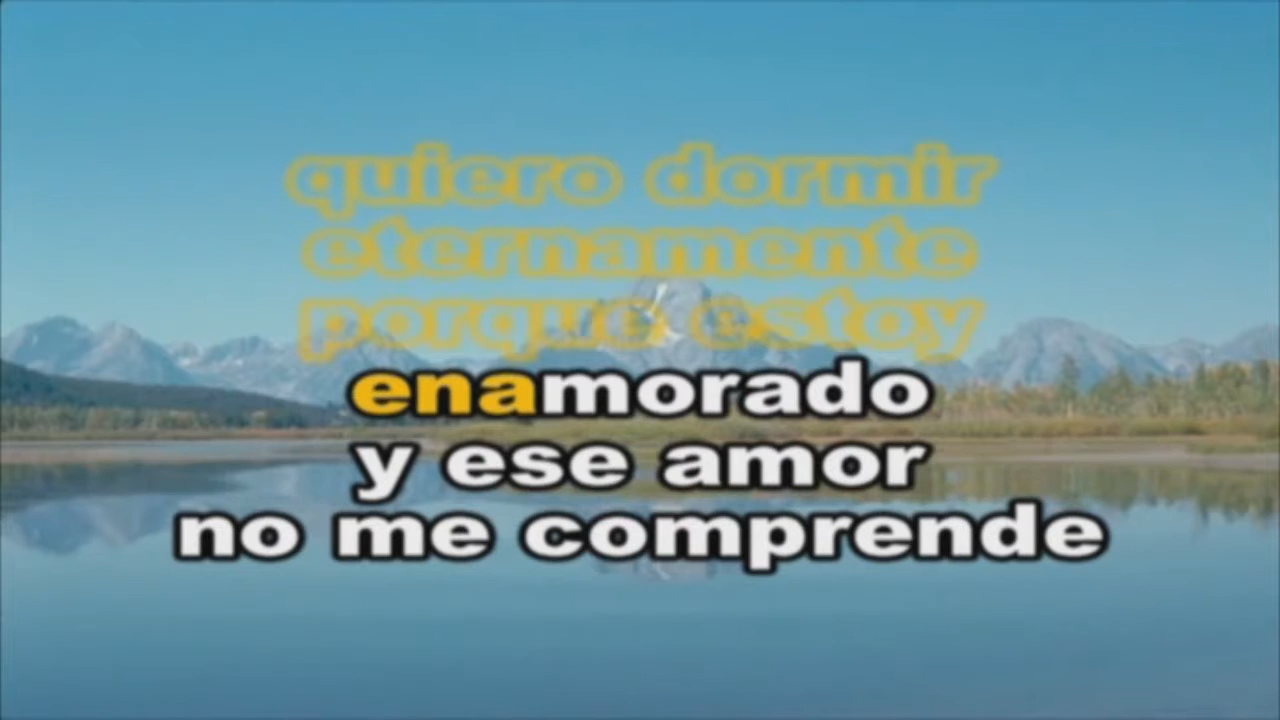 quiero dormir
eternamente
porque estoy
enamorado
y ese amor
no me comprende